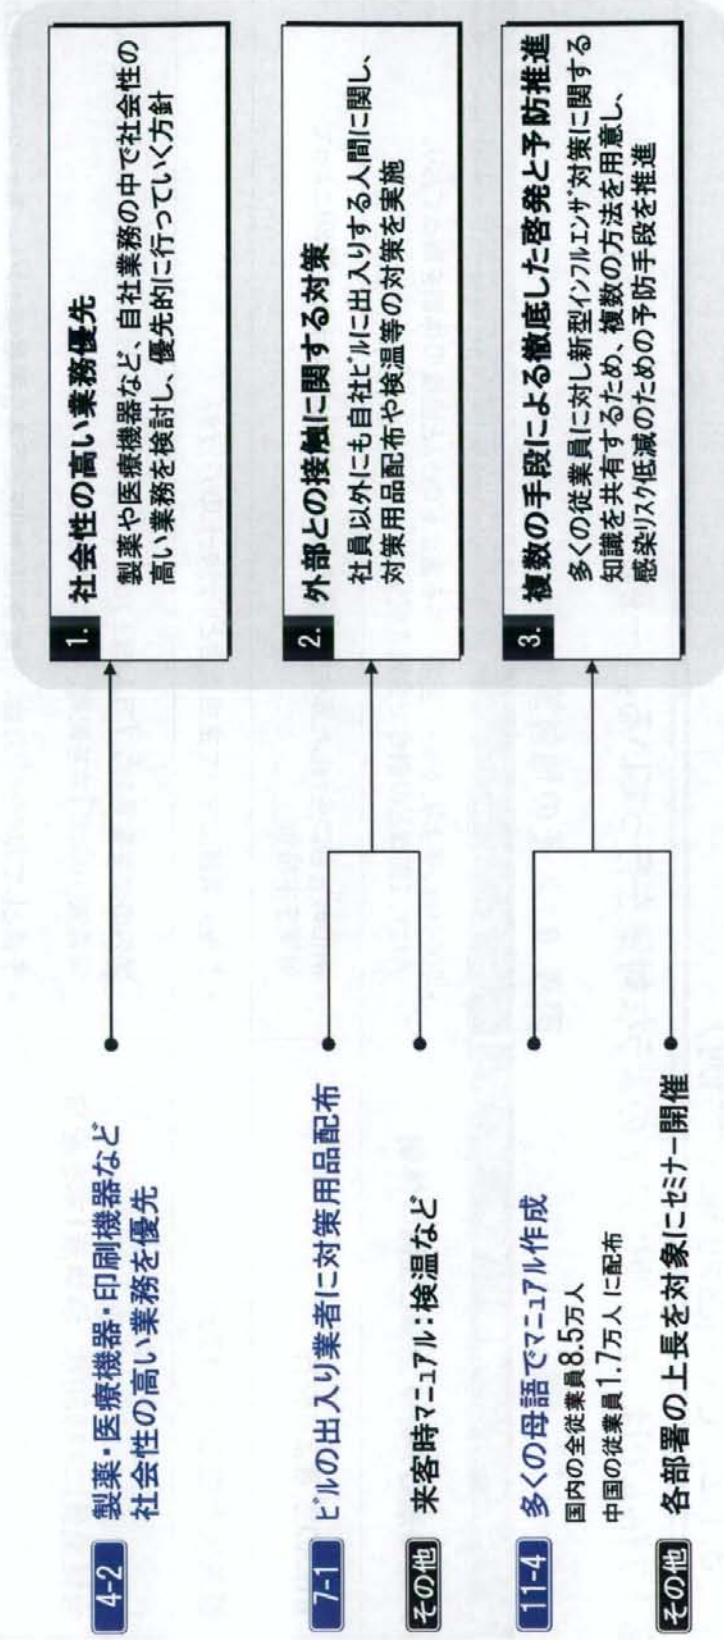 4-2
製薬・医療機器・印刷機器など
社会性の高い業務を優先
1.
社会性の高い業務優先
製薬や医療機器など、自社業務の中で社会性の
高い業務を検討し、優先的に行っていく方針
7-1
ビルの出入り業者に対策用品配布
その他
来客時マニュアル:検温など
2.
外部との接触に関する対策
社員以外にも自社ビルに出入りする人間に関し、
対策用品配布や検温等の対策を実施
11-4
多くの母語でマニュアル作成
国内の全従業員8.5万人
中国の従業員1.7万人 に配布
その他
各部署の上長を対象にセミナー開催
3.
複数の手段による徹底した啓発と予防推進
多くの従業員に対し新型インフルエンザ対策に関する
知識を共有するため、複数の方法を用意し、
感染リスク低減のための予防手段を推進